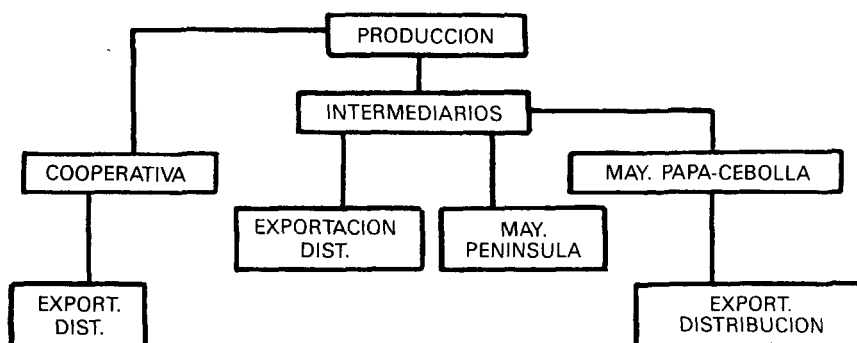 PRODUCCION
INTERMEDIARIOS
COOPERATIVA
MAY. PAPA-CEBOLLA
EXPORTACION
DIST.
MAY.
PENINSULA
EXPORT.
DIST.
EXPORT.
DISTRIBUCION